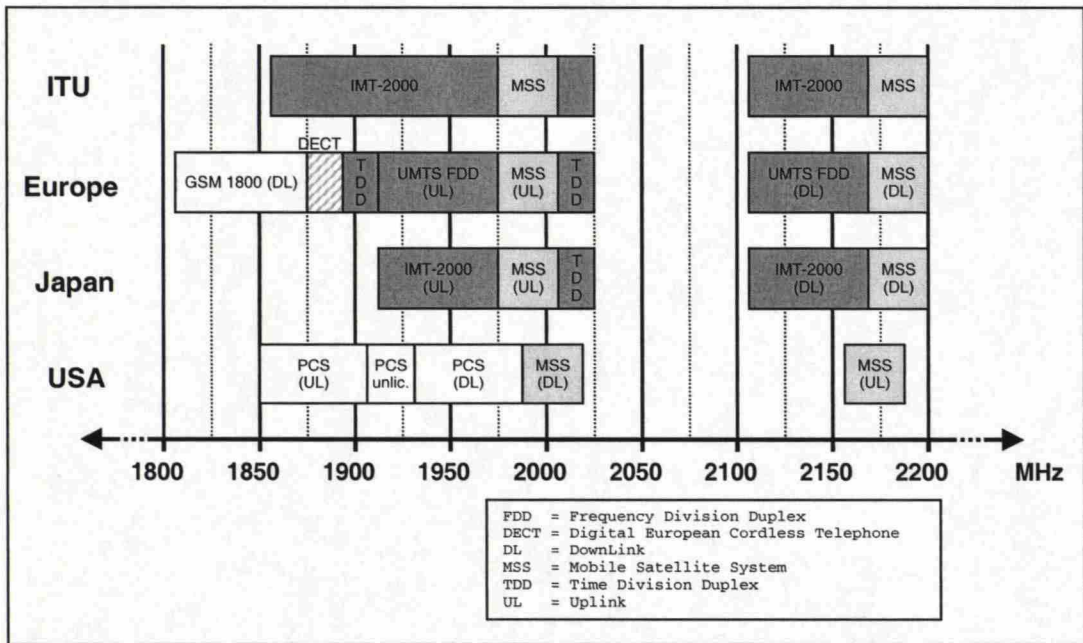 ITU
IMT-2000
MSS
IMT-2000
MSS
DECT
Europe
GSM 1800 (DL)
TDD
UMTS FDD
(UL)
MSS
(UL)
TDD
UMTS FDD
(DL)
MSS
(DL)
Japan
IMT-2000
(UL)
MSS
(UL)
TDD
IMT-2000
(DL)
MSS
(DL)
USA
PCS
(UL)
PCS
unlic.
PCS
(DL)
MSS
(DL)
MSS
(UL)
1800 1850 1900 1950 2000 2050 2100 2150 2200 MHz
FDD = Frequency Division Duplex
DECT = Digital European Cordless Telephone
DL = DownLink
MSS = Mobile Satellite System
TDD = Time Division Duplex
UL = Uplink